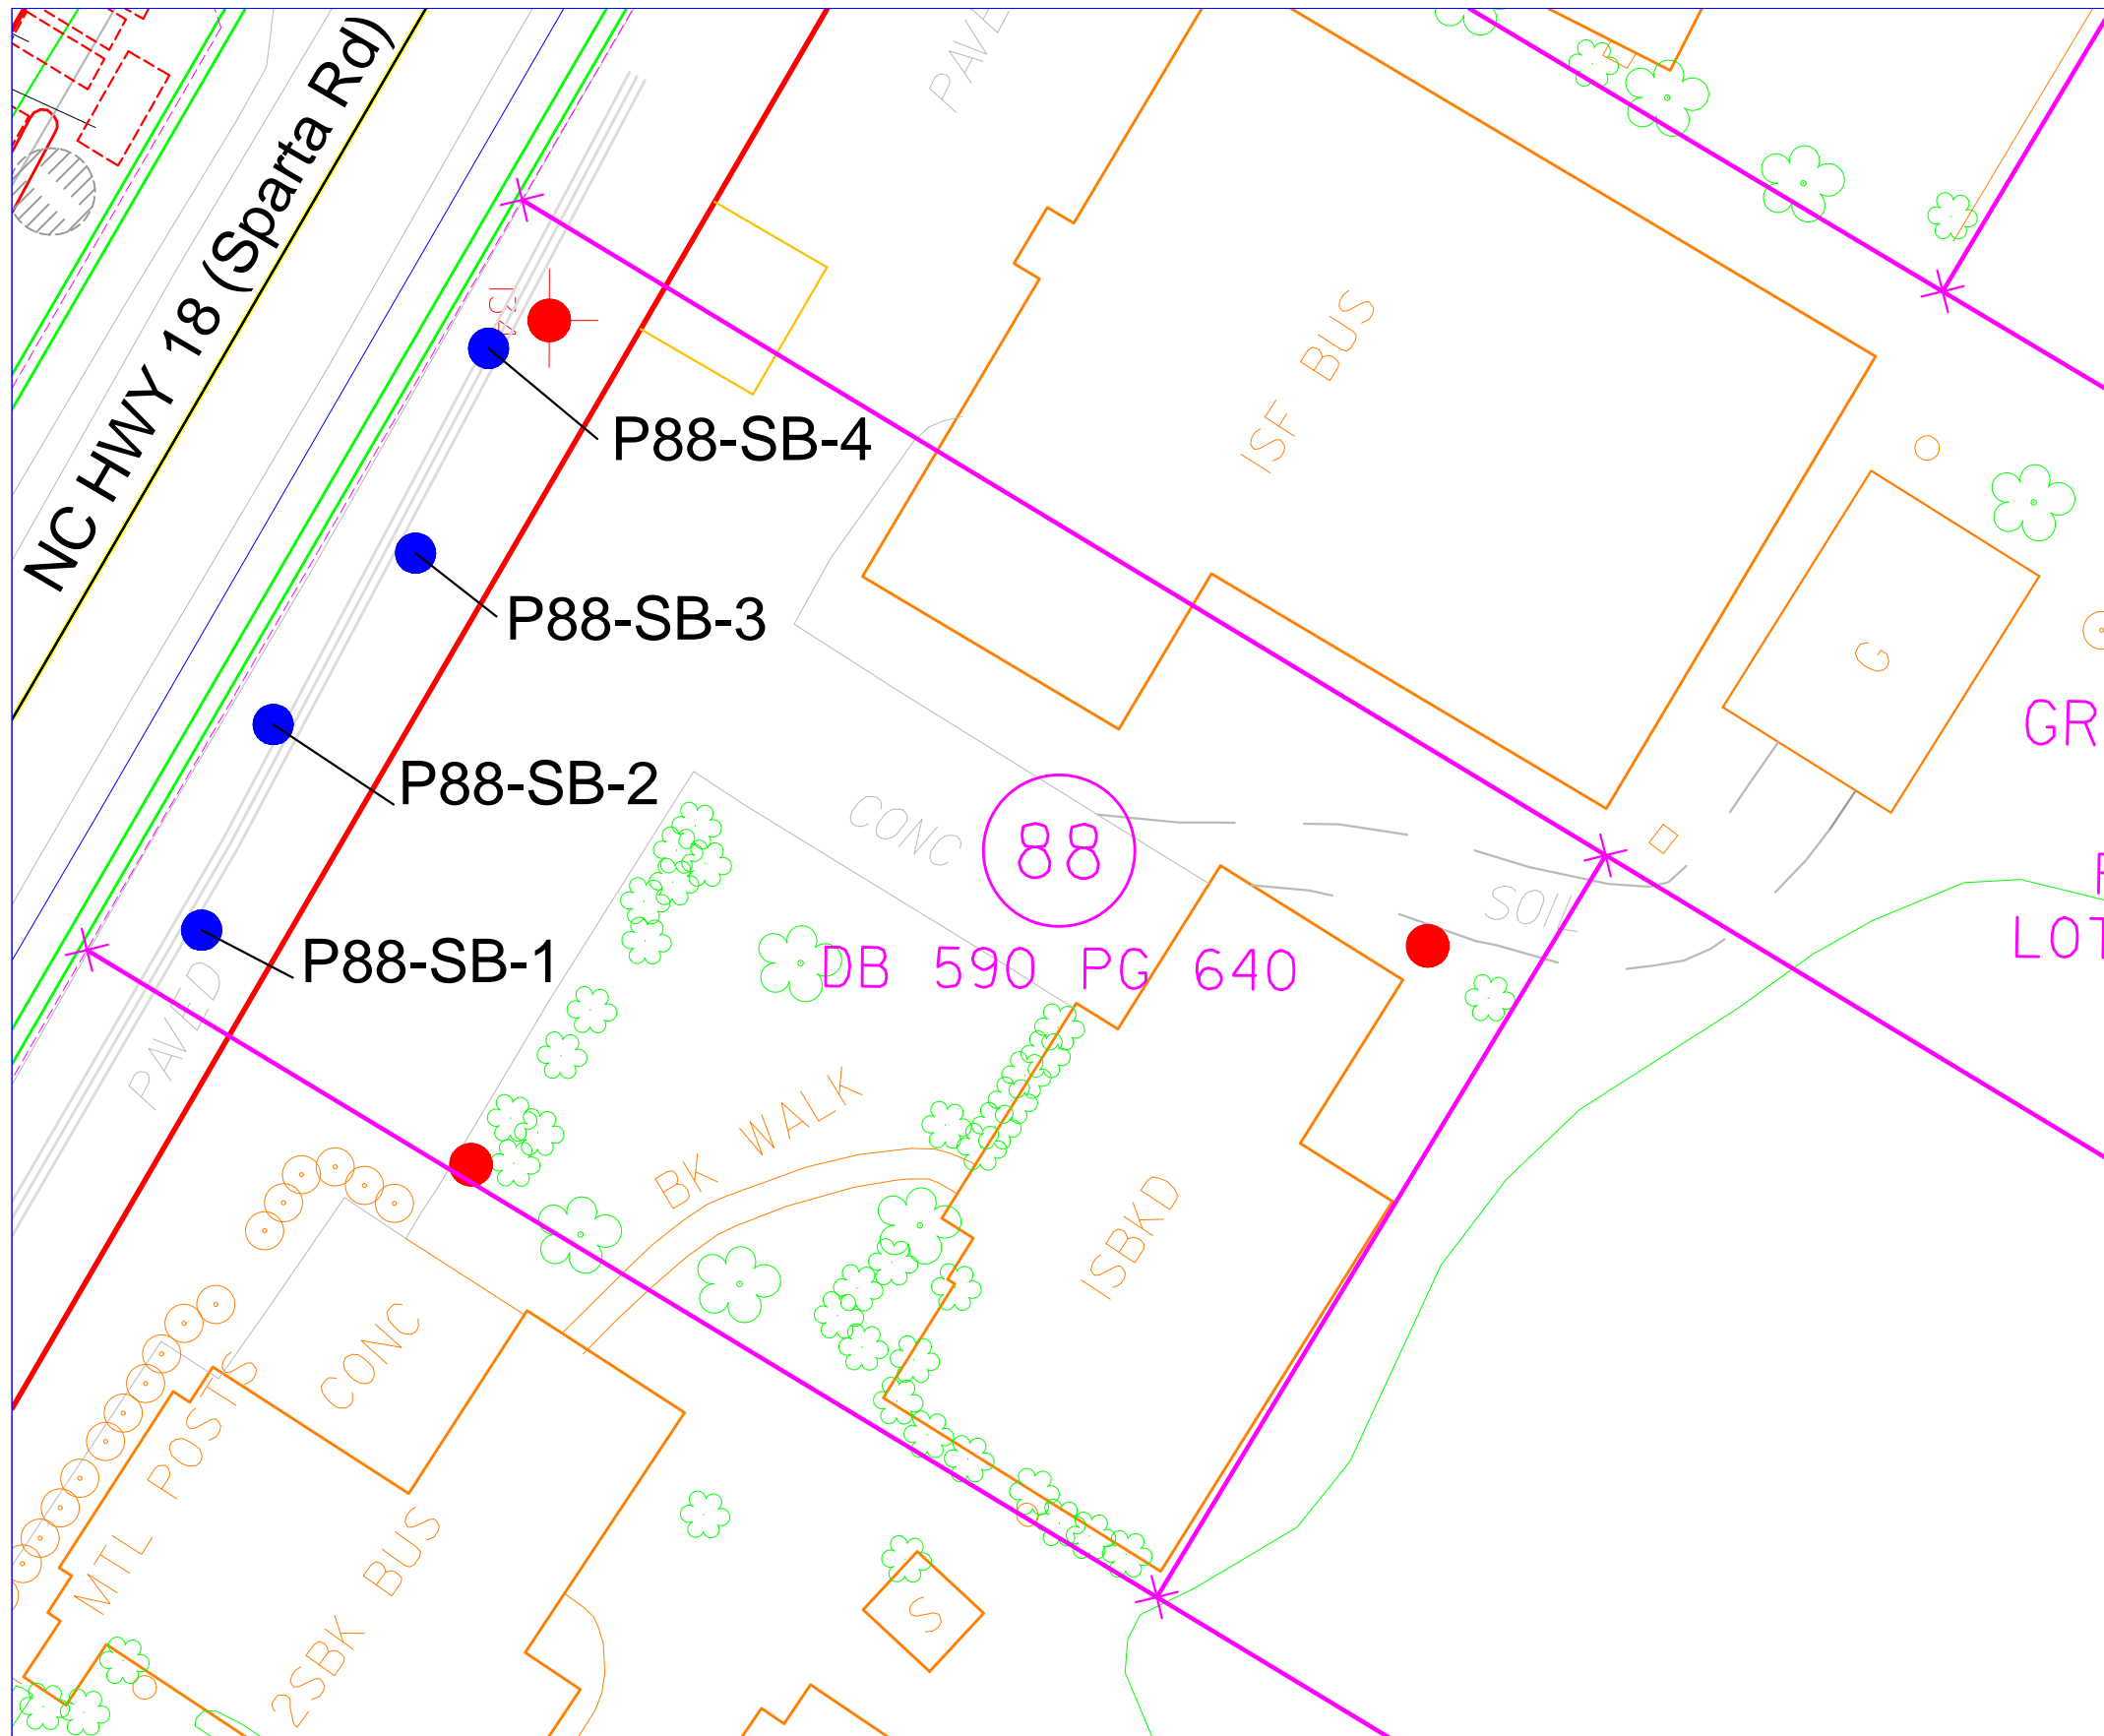 NC HWY 18 (Sparta Rd)
P88-SB-4
P88-SB-3
P88-SB-2
P88-SB-1
PAVED
ISF BUS
G
GR
CONC
88
DB 590 PG 640
SOIL
LOT
BK WALK
ISBKD
CONC
MTL POSTS
2SBK BUS
S